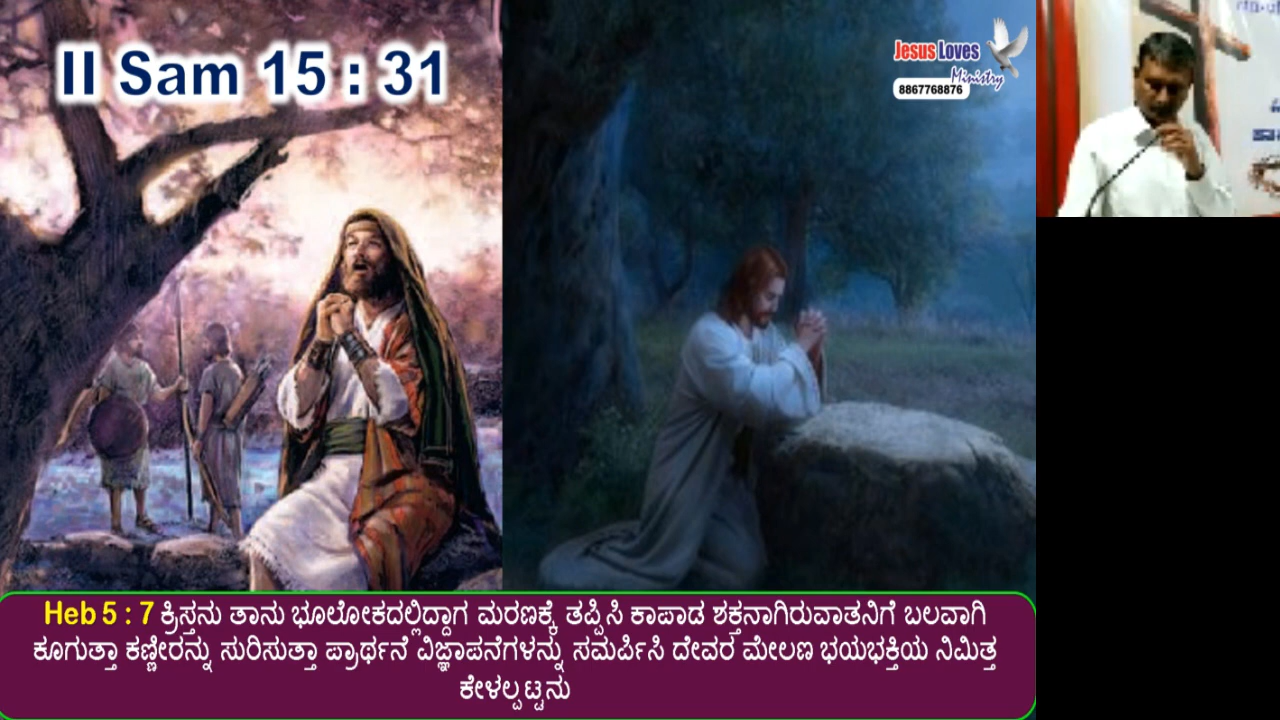 II Sam 15 : 31
Jesus Loves
Ministry
8867768876
Heb 5 : 7 ಕ್ರಿಸ್ತನು ತಾನು ಭೂಲೋಕದಲ್ಲಿದ್ದಾಗ ಮರಣಕ್ಕೆ ತಪ್ಪಿಸಿ ಕಾಪಾಡ ಶಕ್ತನಾಗಿರುವಾತನಿಗೆ ಬಲವಾಗಿ
ಕೂಗುತ್ತಾ ಕಣ್ಣೀರನ್ನು ಸುರಿಸುತ್ತಾ ಪ್ರಾರ್ಥನೆ ವಿಜ್ಞಾಪನೆಗಳನ್ನು ಸಮರ್ಪಿಸಿ ದೇವರ ಮೇಲಣ ಭಯಭಕ್ತಿಯ ನಿಮಿತ್ತ
ಕೇಳಲ್ಪಟ್ಟನು